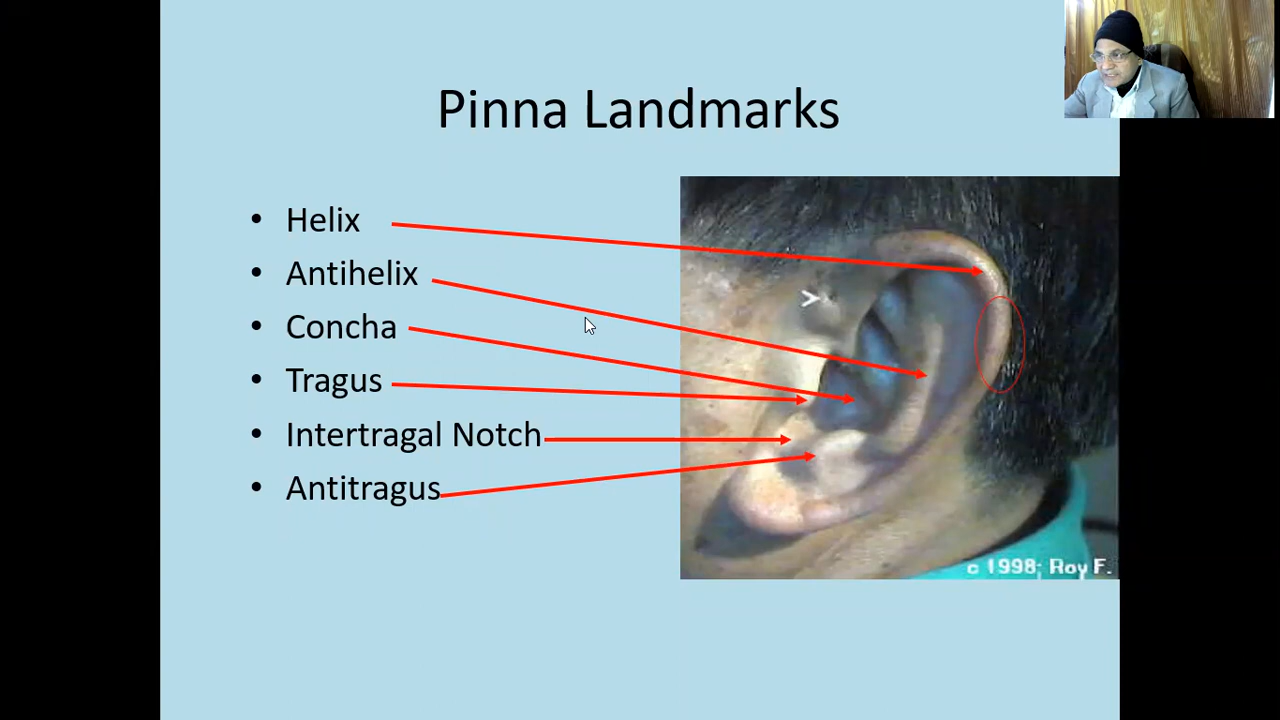 Pinna Landmarks
• Helix
• Antihelix
• Concha
• Tragus
• Intertragal Notch
• Antitragus
c 1998; Roy F.